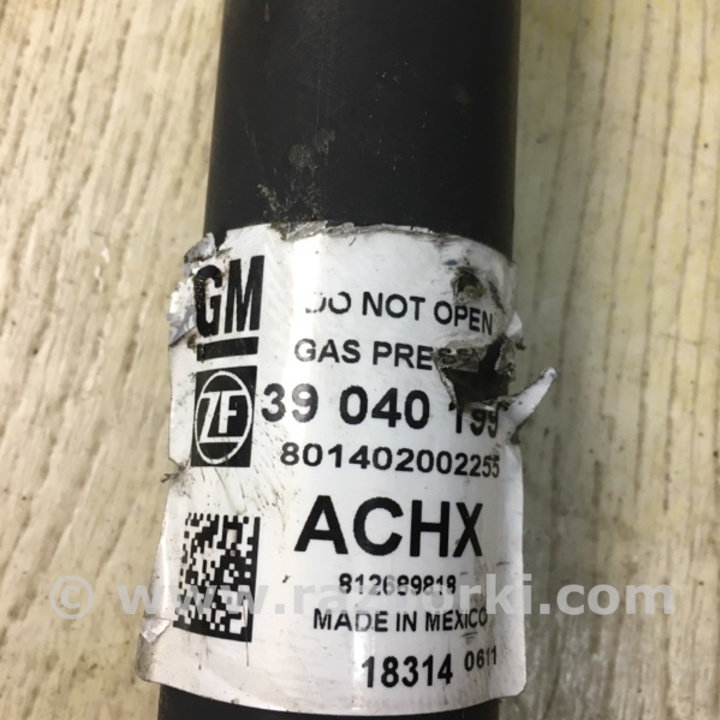 GM
DO NOT OPEN
GAS PRES
ZF
39 040 199
801402002255
ACHX
812689818
© www.razborki.com
MADE IN MEXICO
18314 0611